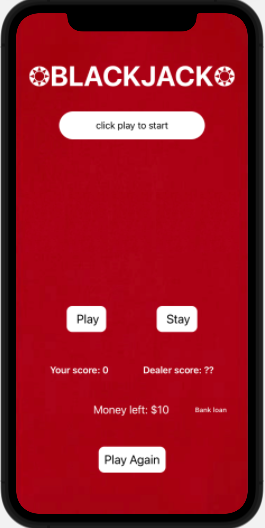 BLACKJACK
click play to start
Play Stay
Your score: 0 Dealer score: ??
Money left: $10 Bank loan
Play Again